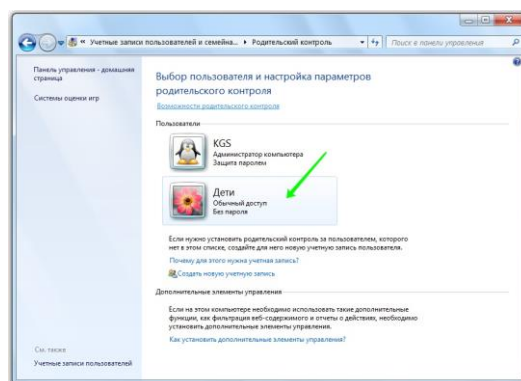 « Учетные записи пользователей и семейна... ▸ Родительский контроль
Поиск в панели управления
Панель управления - домашняя
страница
Системы оценки игр
Выбор пользователя и настройка параметров
родительского контроля
Возможности родительского контроля
Пользователи
KGS
Администратор компьютера
Защита паролем
Дети
Обычный доступ
Без пароля
Если нужно установить родительский контроль за пользователем, которого
нет в этом списке, создайте для него новую учетную запись пользователя.
Почему для этого нужна учетная запись?
Создать новую учетную запись
Дополнительные элементы управления
Если на этом компьютере необходимо использовать такие дополнительные
функции, как фильтрация веб-содержимого и отчеты о действиях, необходимо
установить дополнительные элементы управления.
Как установить дополнительные элементы управления?
См. также
Учетные записи пользователей